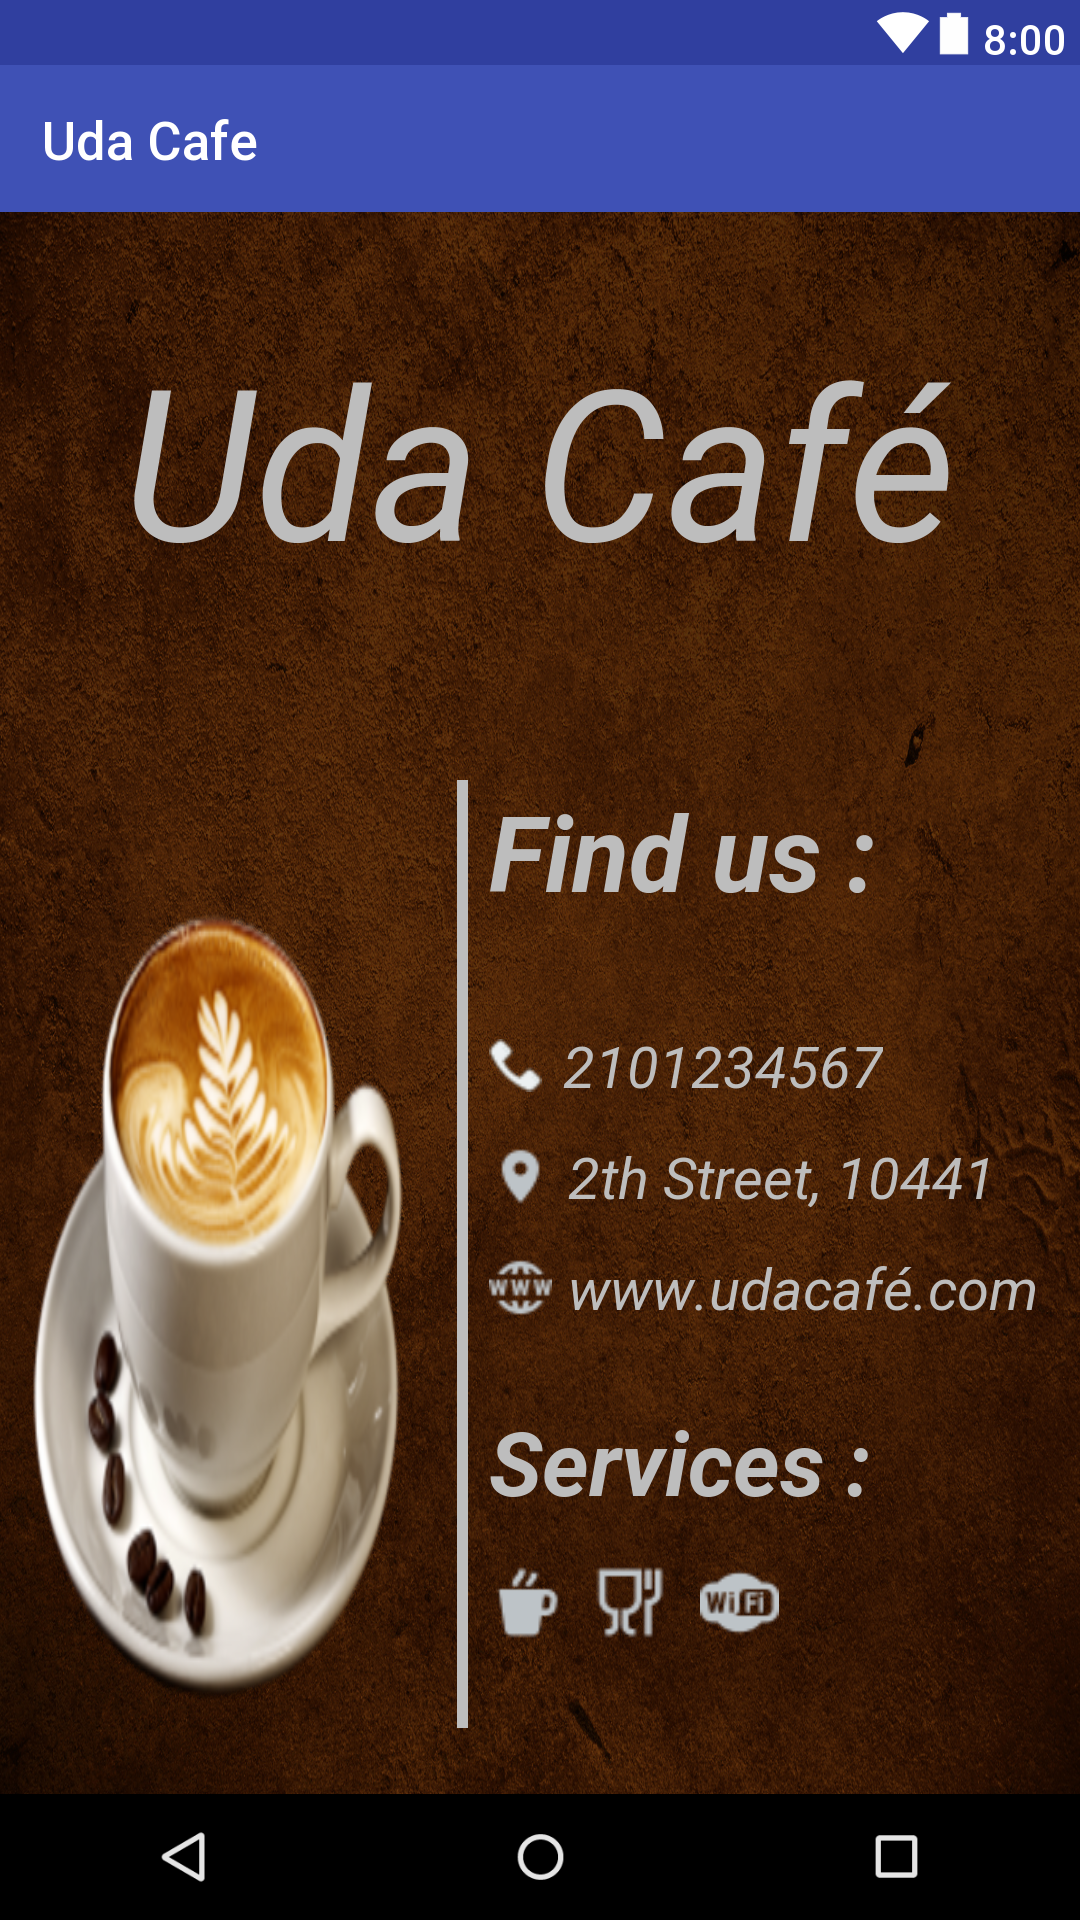 8:00
Uda Cafe
Uda Café
Find us :
2101234567
2th Street, 10441
WWW www.udacafé.com
Services :
WiFi